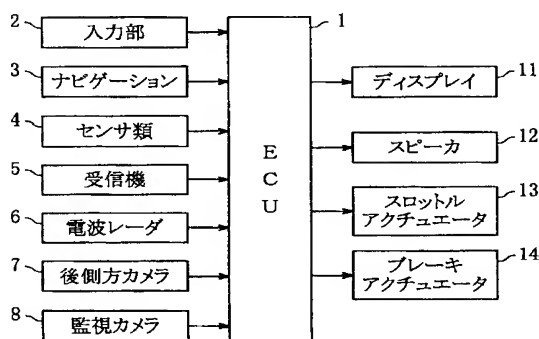 2
入力部
3
ナビゲーション
4
センサ類
5
受信機
6
電波レーダ
7
後側方カメラ
8
監視カメラ
1
ECU
11
ディスプレイ
12
スピーカ
13
スロットル
アクチュエータ
14
ブレーキ
アクチュエータ